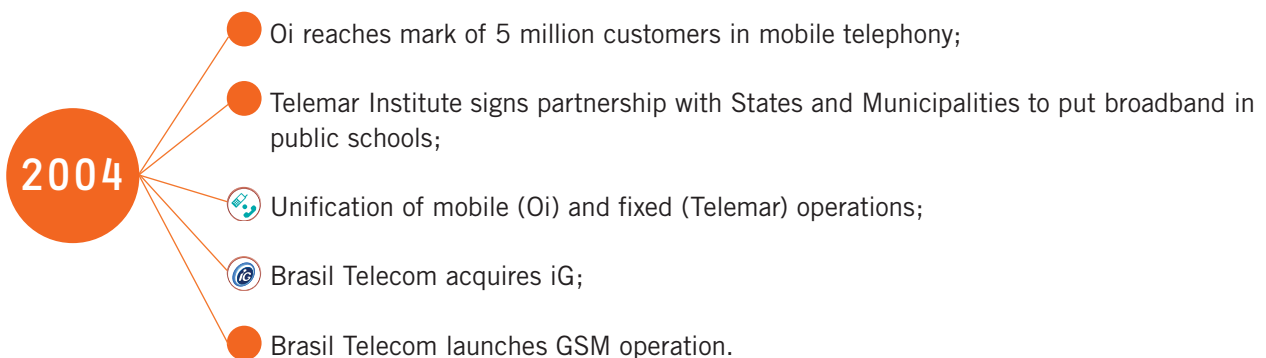 Oi reaches mark of 5 million customers in mobile telephony;
Telemar Institute signs partnership with States and Municipalities to put broadband in
public schools;
2004
Unification of mobile (Oi) and fixed (Telemar) operations;
iG
Brasil Telecom acquires iG;
Brasil Telecom launches GSM operation.